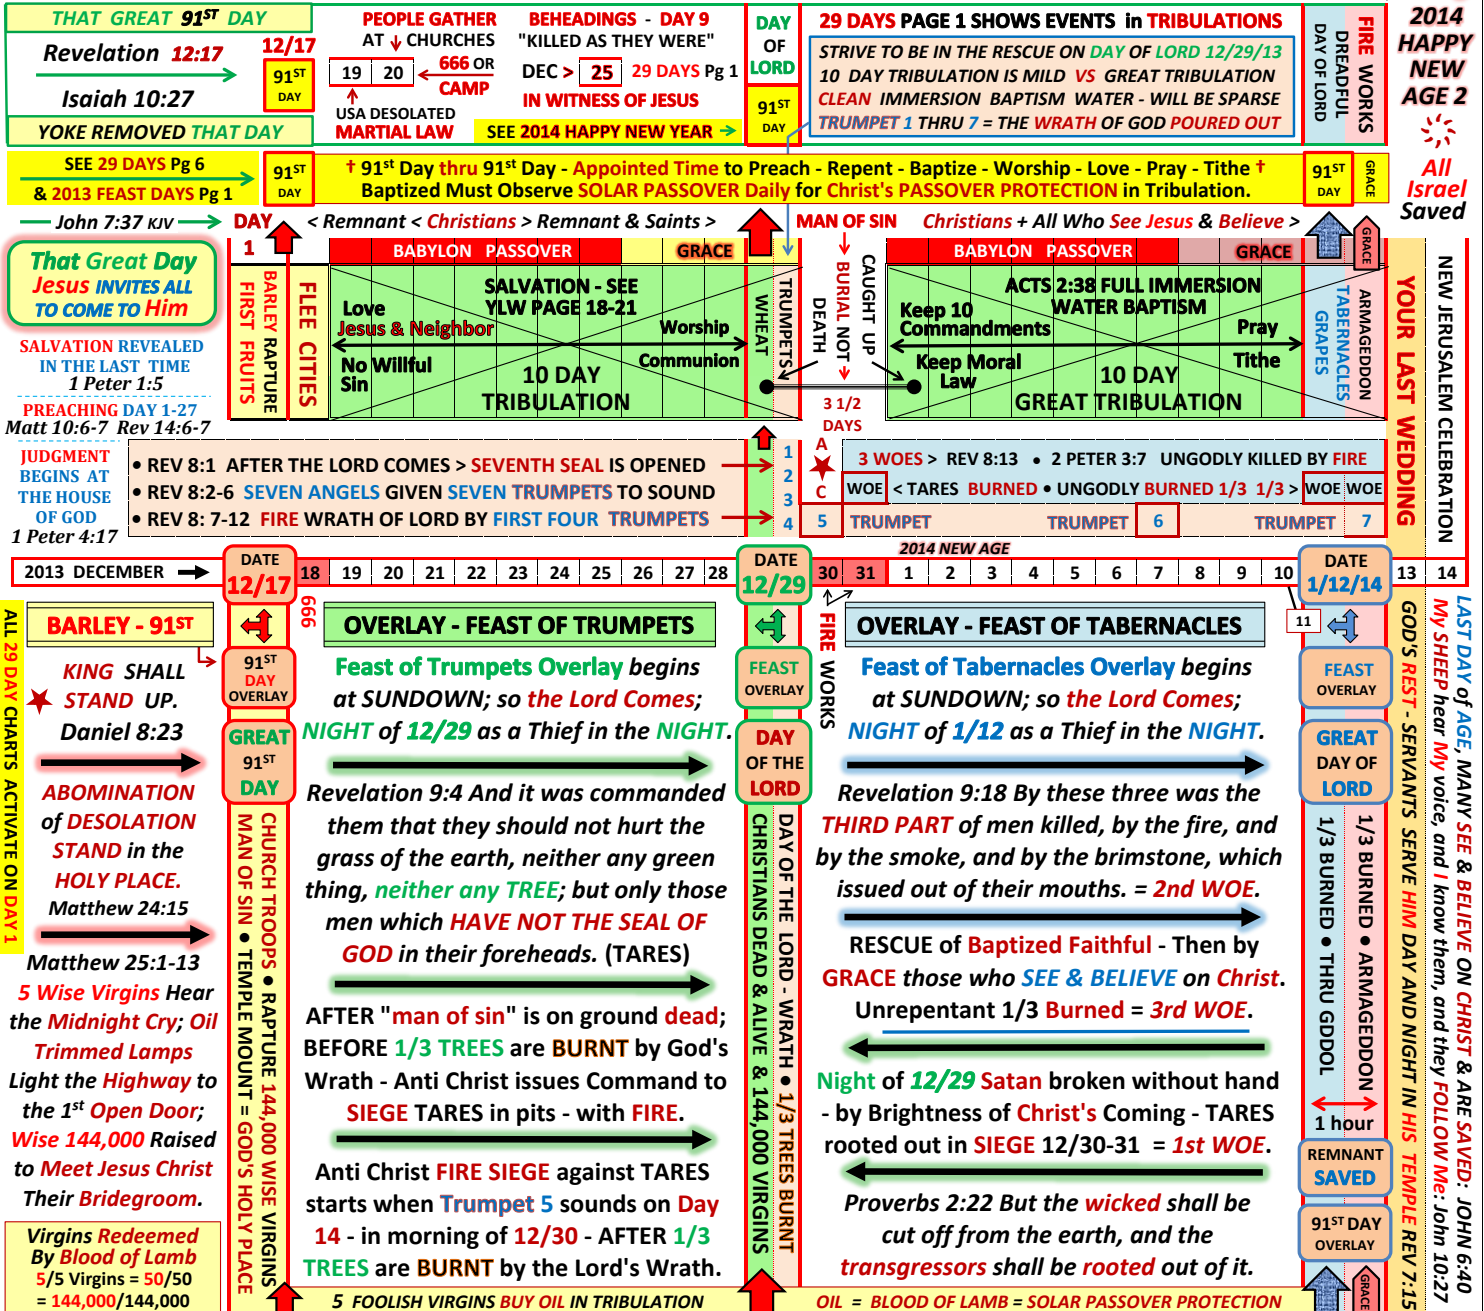 THAT GREAT 91ST DAY
Revelation 12:17
Isaiah 10:27
YOKE REMOVED THAT DAY
12/17
91ST
DAY
PEOPLE GATHER
AT CHURCHES
19 20
666 OR
CAMP
USA DESOLATED
MARTIAL LAW
BEHEADINGS - DAY 9
"KILLED AS THEY WERE"
DEC > 25 29 DAYS Pg 1
IN WITNESS OF JESUS
SEE 2014 HAPPY NEW YEAR
DAY
OF
LORD
91ST
DAY
29 DAYS PAGE 1 SHOWS EVENTS in TRIBULATIONS
STRIVE TO BE IN THE RESCUE ON DAY OF LORD 12/29/13
10 DAY TRIBULATION IS MILD VS GREAT TRIBULATION
CLEAN IMMERSION BAPTISM WATER - WILL BE SPARSE
TRUMPET 1 THRU 7 = THE WRATH OF GOD POURED OUT
DREADFUL
DAY OF LORD
FIRE WORKS
2014
HAPPY
NEW
AGE 2
All
Israel
Saved
SEE 29 DAYS Pg 6
& 2013 FEAST DAYS Pg 1
91ST
DAY
† 91st Day thru 91st Day - Appointed Time to Preach - Repent - Baptize - Worship - Love - Pray - Tithe †
Baptized Must Observe SOLAR PASSOVER Daily for Christ's PASSOVER PROTECTION in Tribulation.
91ST
DAY
GRACE
John 7:37 KJV
DAY
1
< Remnant < Christians > Remnant & Saints >
MAN OF SIN
Christians + All Who See Jesus & Believe >
That Great Day
Jesus INVITES ALL
TO COME TO Him
SALVATION REVEALED
IN THE LAST TIME
1 Peter 1:5
PREACHING DAY 1-27
Matt 10:6-7 Rev 14:6-7
JUDGMENT
BEGINS AT
THE HOUSE
OF GOD
1 Peter 4:17
BARLEY RAPTURE
FIRST FRUITS
FLEE CITIES
BABYLON PASSOVER
GRACE
SALVATION - SEE
YLW PAGE 18-21
Love
Jesus & Neighbor
Worship
No Willful
Sin
Communion
10 DAY
TRIBULATION
WHEAT
TRUMPETS
DEATH
BURIAL NOT
CAUGHT UP
BABYLON PASSOVER
GRACE
ACTS 2:38 FULL IMMERSION
WATER BAPTISM
Keep 10
Commandments
Pray
Keep Moral
Law
Tithe
10 DAY
GREAT TRIBULATION
TABERNACLES
GRAPES
ARMAGEDDON
GRACE
YOUR LAST WEDDING
NEW JERUSALEM CELEBRATION
• REV 8:1 AFTER THE LORD COMES > SEVENTH SEAL IS OPENED
• REV 8:2-6 SEVEN ANGELS GIVEN SEVEN TRUMPETS TO SOUND
• REV 8: 7-12 FIRE WRATH OF LORD BY FIRST FOUR TRUMPETS
1
2
3
4
3 1/2
DAYS
A
C
3 WOES > REV 8:13 • 2 PETER 3:7 UNGODLY KILLED BY FIRE
WOE < TARES BURNED • UNGODLY BURNED 1/3 1/3 > WOE WOE
5 TRUMPET TRUMPET 6 TRUMPET 7
2014 NEW AGE
2013 DECEMBER
DATE
12/17
18 19 20 21 22 23 24 25 26 27 28
DATE
12/29
30 31 1 2 3 4 5 6 7 8 9 10
DATE
1/12/14
13 14
11
ALL 29 DAY CHARTS ACTIVATE ON DAY 1
BARLEY - 91ST
KING SHALL
STAND UP.
Daniel 8:23
ABOMINATION
of DESOLATION
STAND in the
HOLY PLACE.
Matthew 24:15
Matthew 25:1-13
5 Wise Virgins Hear
the Midnight Cry; Oil
Trimmed Lamps
Light the Highway to
the 1st Open Door;
Wise 144,000 Raised
to Meet Jesus Christ
Their Bridegroom.
Virgins Redeemed
By Blood of Lamb
5/5 Virgins = 50/50
= 144,000/144,000
91ST
DAY
OVERLAY
GREAT
91ST
DAY
CHURCH TROOPS • RAPTURE 144,000 WISE VIRGINS
MAN OF SIN • TEMPLE MOUNT = GOD'S HOLY PLACE
666
OVERLAY - FEAST OF TRUMPETS
Feast of Trumpets Overlay begins
at SUNDOWN; so the Lord Comes;
NIGHT of 12/29 as a Thief in the NIGHT.
Revelation 9:4 And it was commanded
them that they should not hurt the
grass of the earth, neither any green
thing, neither any TREE; but only those
men which HAVE NOT THE SEAL OF
GOD in their foreheads. (TARES)
AFTER "man of sin" is on ground dead;
BEFORE 1/3 TREES are BURNT by God's
Wrath - Anti Christ issues Command to
SIEGE TARES in pits - with FIRE.
Anti Christ FIRE SIEGE against TARES
starts when Trumpet 5 sounds on Day
14 - in morning of 12/30 - AFTER 1/3
TREES are BURNT by the Lord's Wrath.
5 FOOLISH VIRGINS BUY OIL IN TRIBULATION
FEAST
OVERLAY
DAY
OF THE
LORD
CHRISTIANS DEAD & ALIVE & 144,000 VIRGINS
DAY OF THE LORD - WRATH • 1/3 TREES BURNT
FIRE WORKS
OVERLAY - FEAST OF TABERNACLES
Feast of Tabernacles Overlay begins
at SUNDOWN; so the Lord Comes;
NIGHT of 1/12 as a Thief in the NIGHT.
Revelation 9:18 By these three was the
THIRD PART of men killed, by the fire, and
by the smoke, and by the brimstone, which
issued out of their mouths. = 2nd WOE.
RESCUE of Baptized Faithful - Then by
GRACE those who SEE & BELIEVE on Christ.
Unrepentant 1/3 Burned = 3rd WOE.
Night of 12/29 Satan broken without hand
- by Brightness of Christ's Coming - TARES
rooted out in SIEGE 12/30-31 = 1st WOE.
Proverbs 2:22 But the wicked shall be
cut off from the earth, and the
transgressors shall be rooted out of it.
OIL = BLOOD OF LAMB = SOLAR PASSOVER PROTECTION
FEAST
OVERLAY
GREAT
DAY OF
LORD
1/3 BURNED • THRU GDDOL
1/3 BURNED • ARMAGEDDON
1 hour
REMNANT
SAVED
91ST DAY
OVERLAY
GRACE
GOD'S REST - SERVANTS SERVE HIM DAY AND NIGHT IN HIS TEMPLE REV 7:15
LAST DAY of AGE, MANY SEE & BELIEVE ON CHRIST & ARE SAVED: JOHN 6:40
My SHEEP hear My voice, and I know them, and they FOLLOW Me: John 10:27